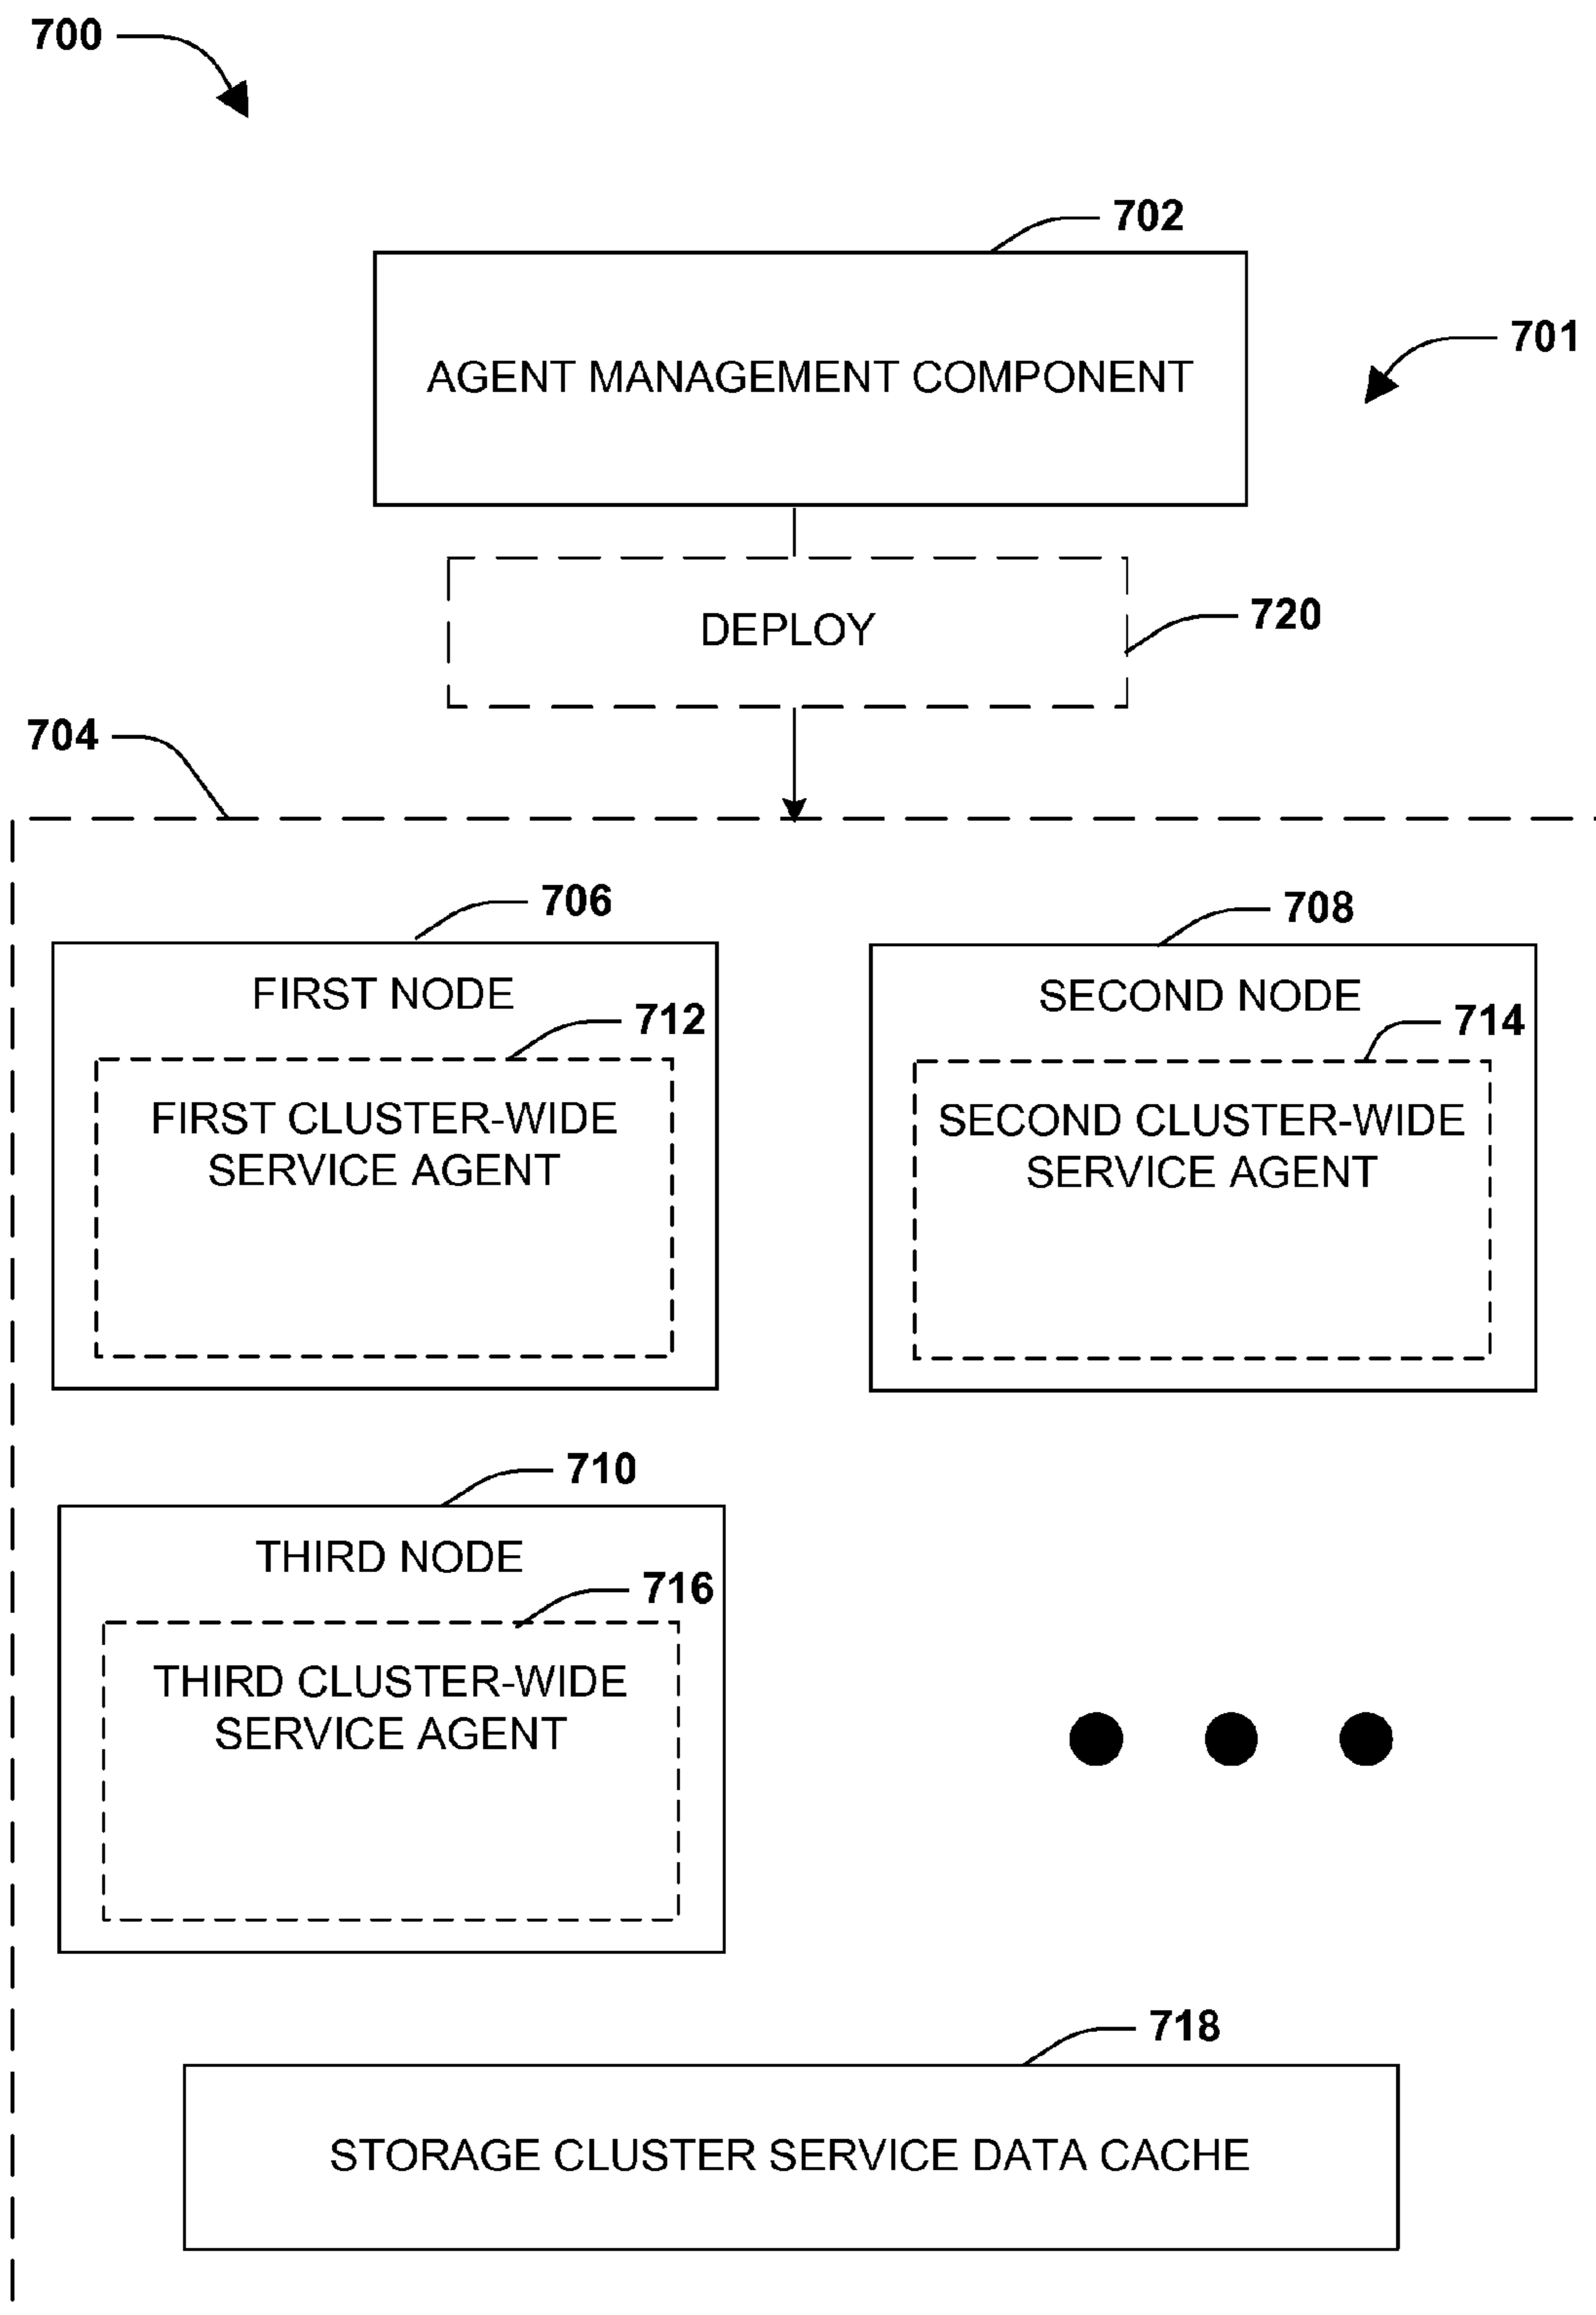 700
702
701
AGENT MANAGEMENT COMPONENT
DEPLOY
720
704
706
708
FIRST NODE
SECOND NODE
712
714
FIRST CLUSTER-WIDE
SERVICE AGENT
SECOND CLUSTER-WIDE
SERVICE AGENT
710
THIRD NODE
716
THIRD CLUSTER-WIDE
SERVICE AGENT
718
STORAGE CLUSTER SERVICE DATA CACHE